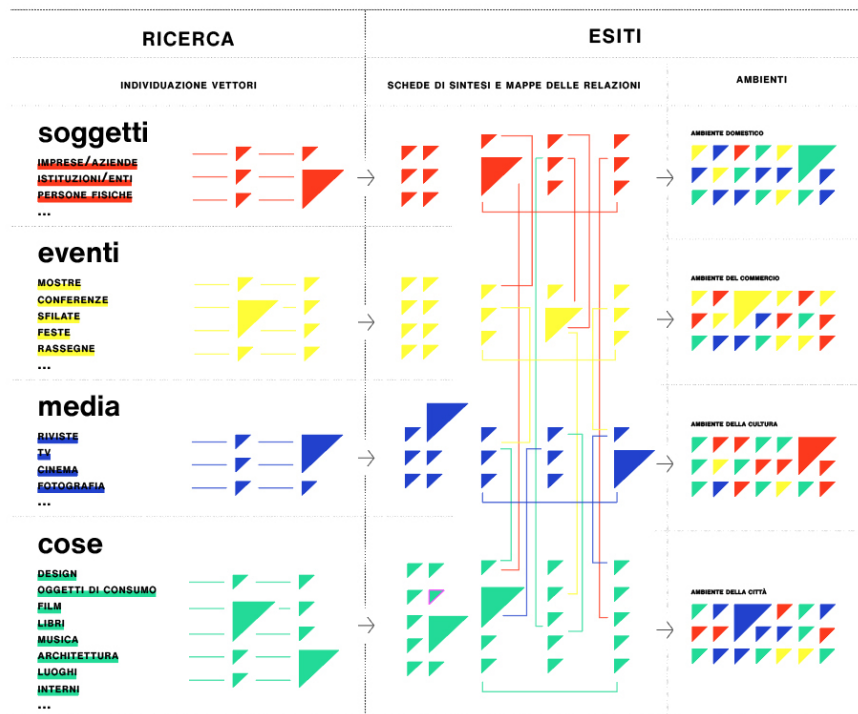 RICERCA
ESITI
INDIVIDUAZIONE VETTORI
SCHEDE DI SINTESI E MAPPE DELLE RELAZIONI
AMBIENTI
soggetti
IMPRESE/AZIENDE
ISTITUZIONI/ENTI
PERSONE FISICHE
...
AMBIENTE DOMESTICO
eventi
MOSTRE
CONFERENZE
SFILATE
FESTE
RASSEGNE
...
AMBIENTE DEL COMMERCIO
media
RIVISTE
TV
CINEMA
FOTOGRAFIA
...
AMBIENTE DELLA CULTURA
cose
DESIGN
OGGETTI DI CONSUMO
FILM
LIBRI
MUSICA
ARCHITETTURA
LUOGHI
INTERNI
...
AMBIENTE DELLA CITTÀ